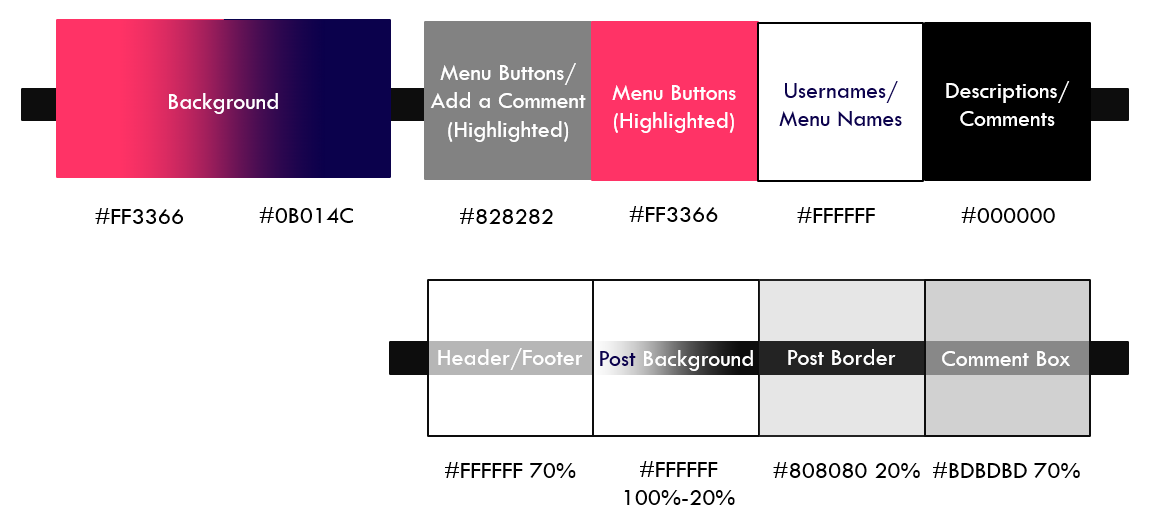 Background
Menu Buttons/
Add a Comment
(Highlighted)
Menu Buttons
(Highlighted)
Usernames/
Menu Names
Descriptions/
Comments
#FF3366
#0B014C
#828282
#FF3366
#FFFFFF
#000000
Header/Footer
Post Background
Post Border
Comment Box
#FFFFFF 70%
#FFFFFF
100%-20%
#808080 20%
#BDBDBD 70%